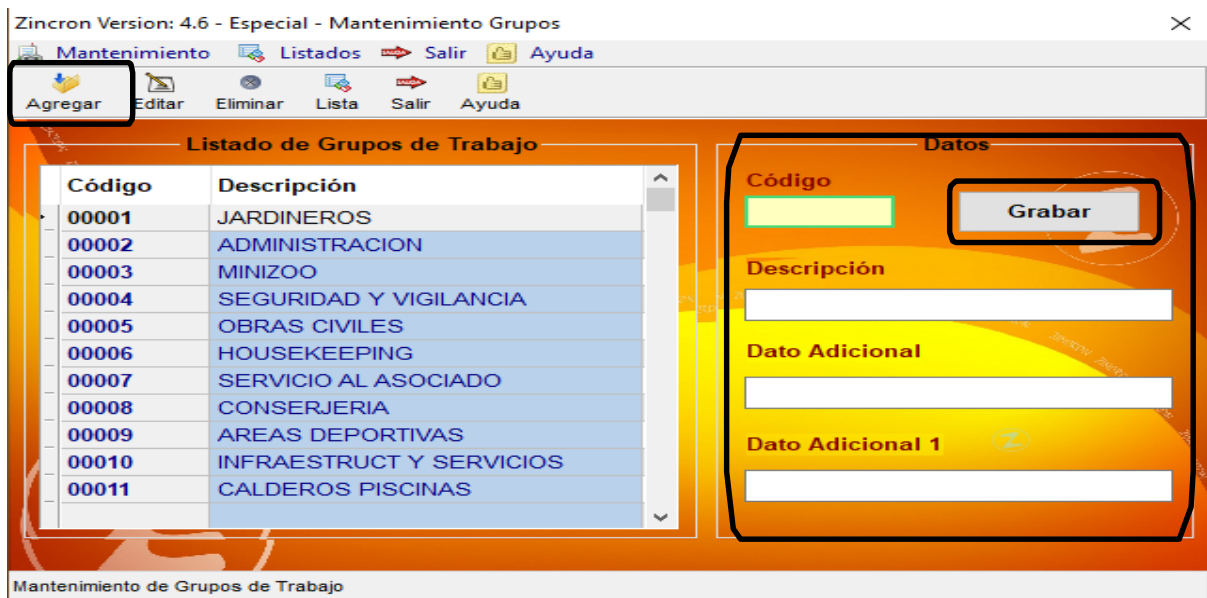 Zincron Version: 4.6 - Especial - Mantenimiento Grupos
Mantenimiento Listados Salir Ayuda
Agregar Editar Eliminar Lista Salir Ayuda
Listado de Grupos de Trabajo
Código Descripción
00001 JARDINEROS
00002 ADMINISTRACION
00003 MINIZOO
00004 SEGURIDAD Y VIGILANCIA
00005 OBRAS CIVILES
00006 HOUSEKEEPING
00007 SERVICIO AL ASOCIADO
00008 CONSERJERIA
00009 AREAS DEPORTIVAS
00010 INFRAESTRUCT Y SERVICIOS
00011 CALDEROS PISCINAS
Datos
Código
Grabar
Descripción
Dato Adicional
Dato Adicional 1
Mantenimiento de Grupos de Trabajo